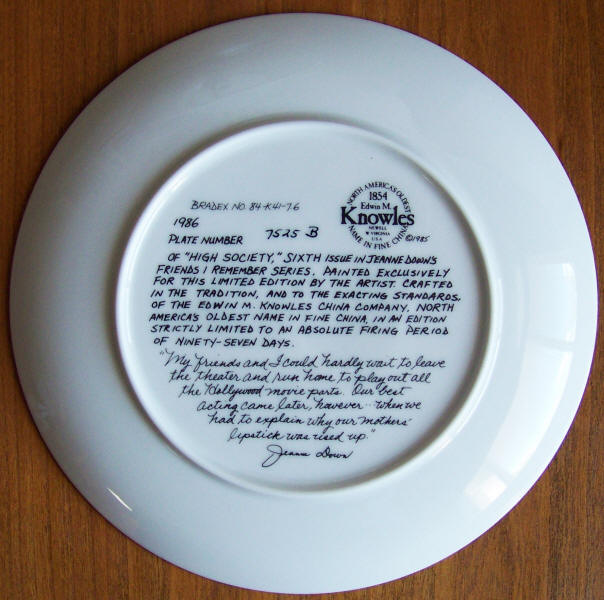 BRADEX NO. 84-K41-7.6
NORTH AMERICA'S OLDEST
1854
Edwin M.
Knowles
NEWELL
W. VIRGINIA
U.S.A.
NAME IN FINE CHINA
©1985
1986
PLATE NUMBER 7525 B
OF "HIGH SOCIETY," SIXTH ISSUE IN JEANNE DOWN'S
FRIENDS I REMEMBER SERIES. PAINTED EXCLUSIVELY
FOR THIS LIMITED EDITION BY THE ARTIST. CRAFTED
IN THE TRADITION, AND TO THE EXACTING STANDARDS,
OF THE EDWIN M. KNOWLES CHINA COMPANY, NORTH
AMERICA'S OLDEST NAME IN FINE CHINA, IN AN EDITION
STRICTLY LIMITED TO AN ABSOLUTE FIRING PERIOD
OF NINETY-SEVEN DAYS.
"My friends and I could hardly wait to leave
the theater and run home to play out all
the Hollywood movie parts. Our best
acting came later, however... when we
had to explain why our mothers'
lipstick was used up."
Jeanne Down